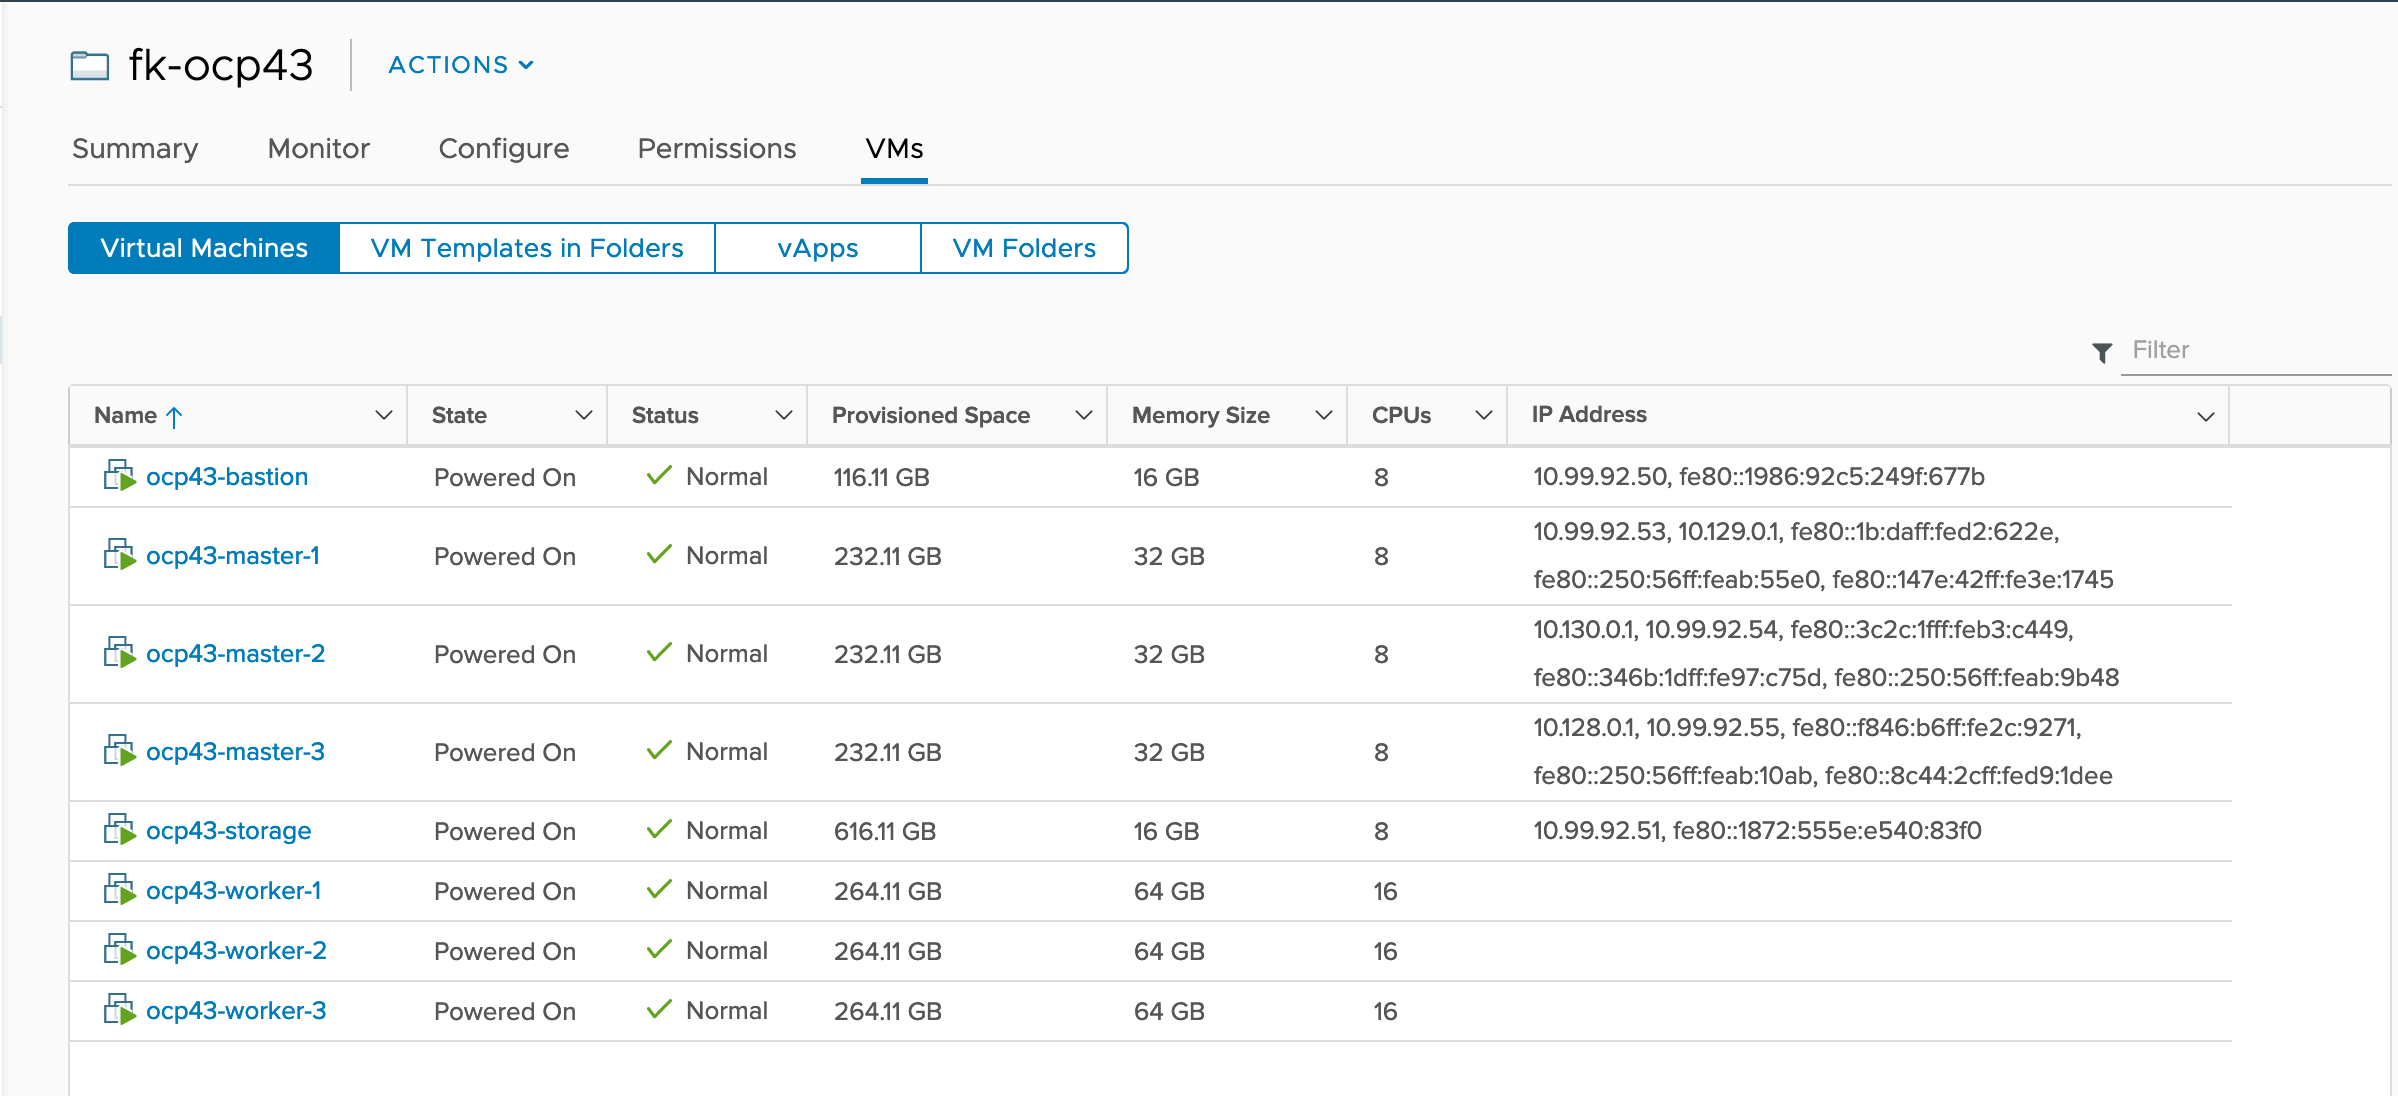 fk-ocp43 ACTIONS
Summary Monitor Configure Permissions VMs
Virtual Machines VM Templates in Folders vApps VM Folders
Filter
Name State Status Provisioned Space Memory Size CPUs IP Address
ocp43-bastion Powered On Normal 116.11 GB 16 GB 8 10.99.92.50, fe80::1986:92c5:249f:677b
ocp43-master-1 Powered On Normal 232.11 GB 32 GB 8 10.99.92.53, 10.129.0.1, fe80::1b:daff:fed2:622e,
fe80::250:56ff:feab:55e0, fe80::147e:42ff:fe3e:1745
ocp43-master-2 Powered On Normal 232.11 GB 32 GB 8 10.130.0.1, 10.99.92.54, fe80::3c2c:1fff:feb3:c449,
fe80::346b:1dff:fe97:c75d, fe80::250:56ff:feab:9b48
ocp43-master-3 Powered On Normal 232.11 GB 32 GB 8 10.128.0.1, 10.99.92.55, fe80::f846:b6ff:fe2c:9271,
fe80::250:56ff:feab:10ab, fe80::8c44:2cff:fed9:1dee
ocp43-storage Powered On Normal 616.11 GB 16 GB 8 10.99.92.51, fe80::1872:555e:e540:83f0
ocp43-worker-1 Powered On Normal 264.11 GB 64 GB 16
ocp43-worker-2 Powered On Normal 264.11 GB 64 GB 16
ocp43-worker-3 Powered On Normal 264.11 GB 64 GB 16